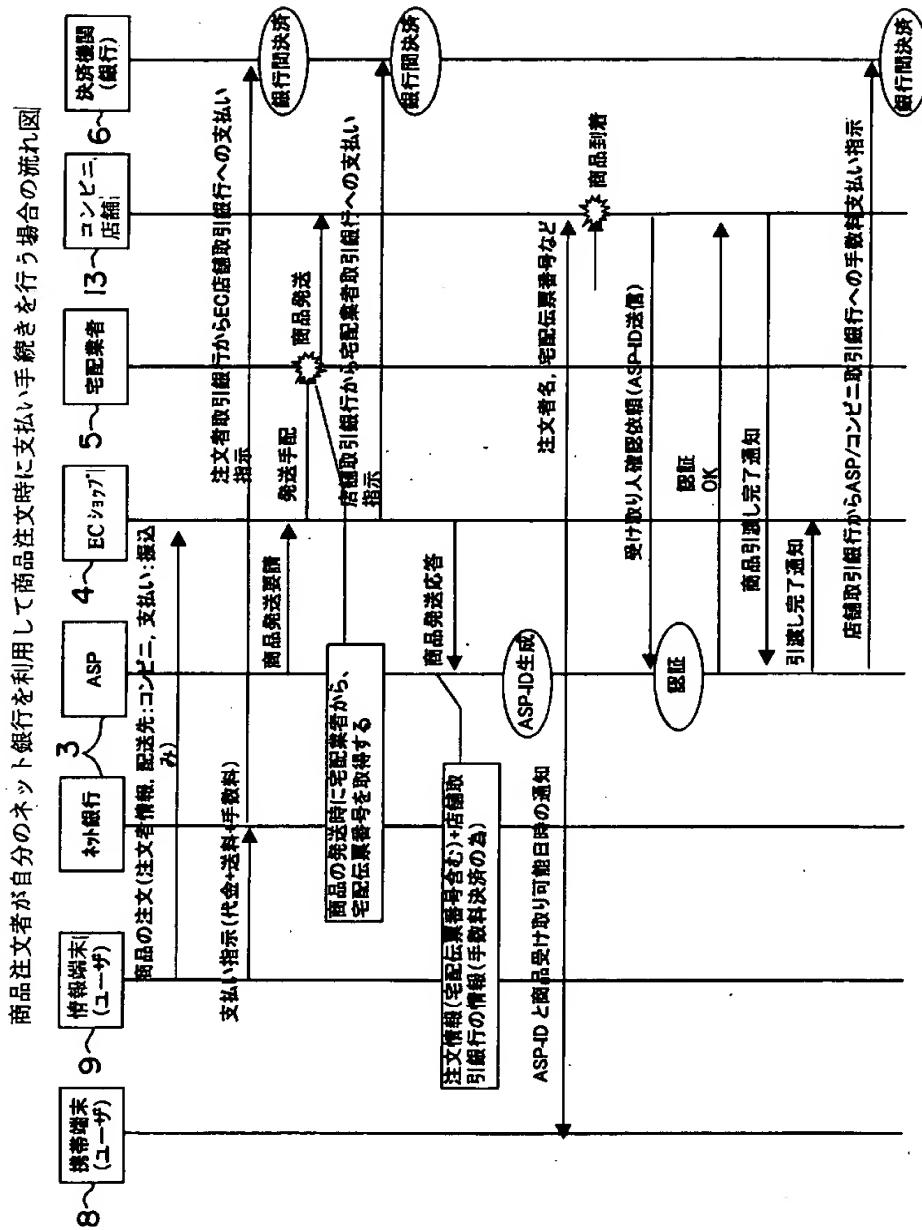 商品注文者が自分のネット銀行を利用して商品注文時に支払い手続きを行う場合の流れ図
8
携帯端末
(ユーザ)
9
情報端末
(ユーザ)
3
ネット銀行
ASP
4
ECショップ
5
宅配業者
13
コンビニ
店舗
6
決済機関
(銀行)
商品の注文(注文者情報, 配送先:コンビニ, 支払い:振込
み)
支払い指示(代金+送料+手数料)
注文者取引銀行からEC店舗取引銀行への支払い
指示
銀行間決済
商品発送要請
発送手配
商品発送
商品の発送時に宅配業者から、
宅配伝票番号を取得する
店舗取引銀行から宅配業者取引銀行への支払い
指示
銀行間決済
商品発送応答
注文情報(宅配伝票番号含む)+店舗取
引銀行の情報(手数料決済の為)
ASP-ID生成
ASP-IDと商品受け取り可能日時の通知
注文者名, 宅配伝票番号など
商品到着
受け取り人確認依頼(ASP-ID送信)
認証
認証
OK
商品引渡し完了通知
引渡し完了通知
店舗取引銀行からASP/コンビニ取引銀行への手数料支払い指示
銀行間決済